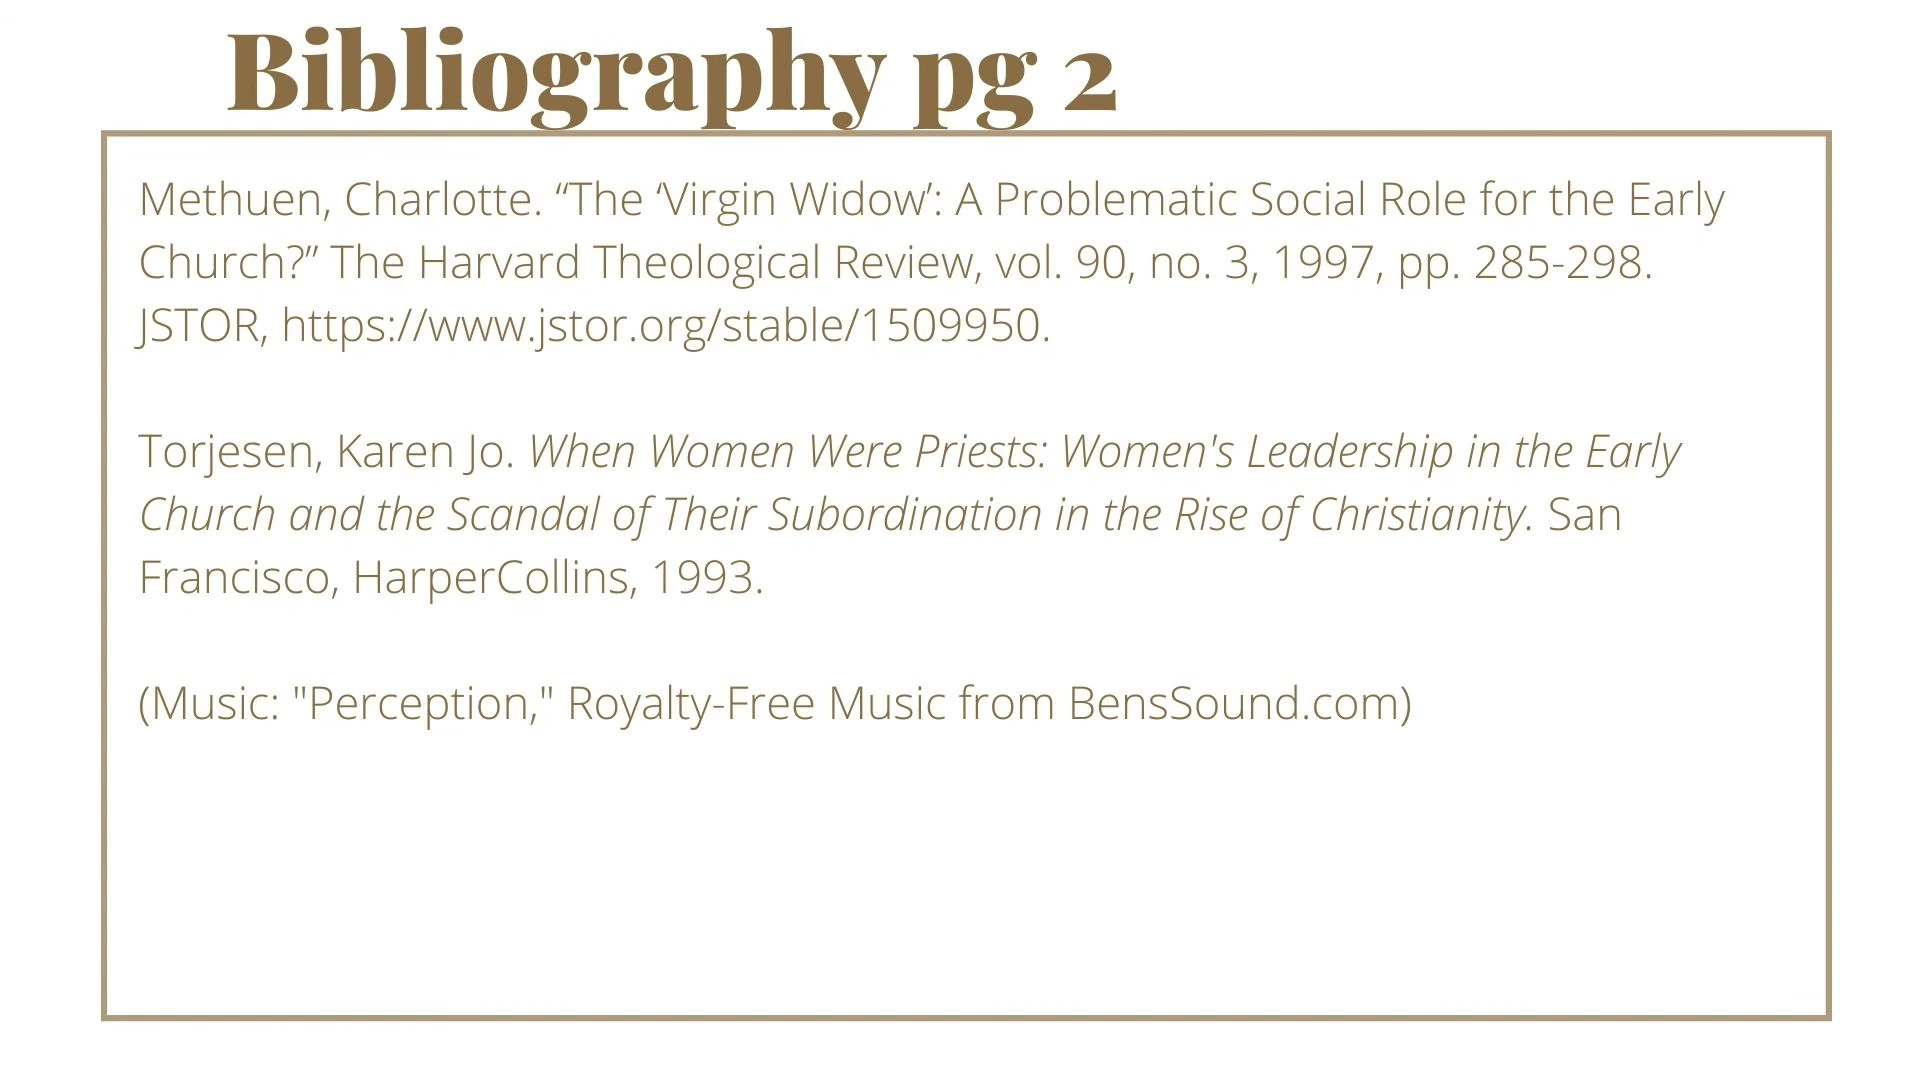 Bibliography pg 2
Methuen, Charlotte. “The ‘Virgin Widow’: A Problematic Social Role for the Early
Church?” The Harvard Theological Review, vol. 90, no. 3, 1997, pp. 285-298.
JSTOR, https://www.jstor.org/stable/1509950.
Torjesen, Karen Jo. When Women Were Priests: Women's Leadership in the Early
Church and the Scandal of Their Subordination in the Rise of Christianity. San
Francisco, HarperCollins, 1993.
(Music: "Perception," Royalty-Free Music from BensSound.com)